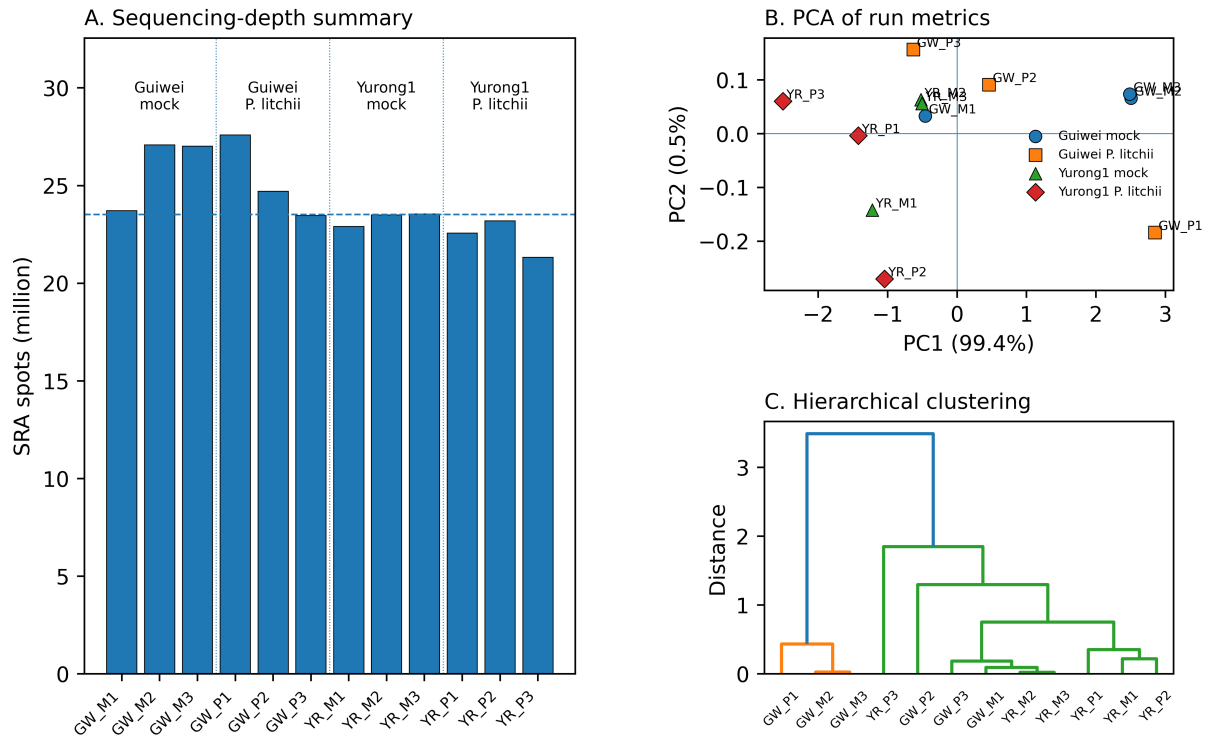 A. Sequencing-depth summary
SRA spots (million)
30
25
20
15
10
5
0
Guiwei
mock
Guiwei
P. litchii
Yurong1
mock
Yurong1
P. litchii
GW_M1
GW_M2
GW_M3
GW_P1
GW_P2
GW_P3
YR_M1
YR_M2
YR_M3
YR_P1
YR_P2
YR_P3
B. PCA of run metrics
PC2 (0.5%)
0.1
0.0
−0.1
−0.2
GW_P3
GW_P2
GW_M3
GW_M2
YR_P3
YR_M2
YR_M3
GW_M1
YR_P1
YR_M1
GW_P1
YR_P2
Guiwei mock
Guiwei P. litchii
Yurong1 mock
Yurong1 P. litchii
−2
−1
0
1
2
3
PC1 (99.4%)
C. Hierarchical clustering
Distance
3
2
1
0
GW_P1
GW_M2
GW_M3
YR_P3
GW_P2
GW_P3
GW_M1
YR_M2
YR_M3
YR_P1
YR_M1
YR_P2